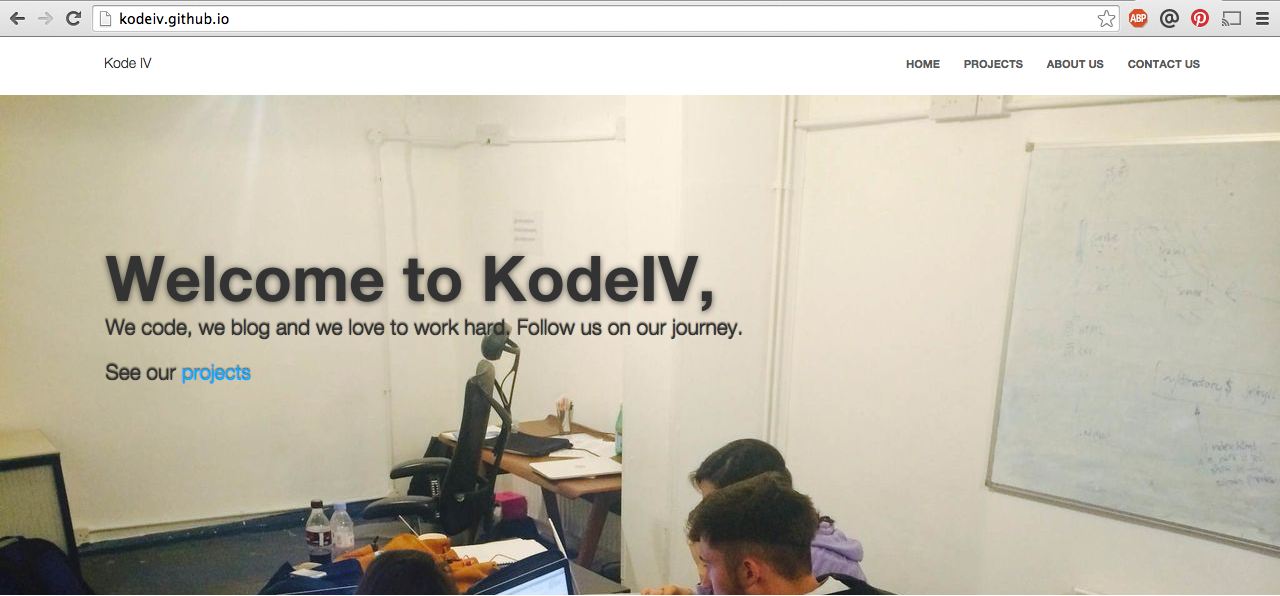 kodeiv.github.io
ABP
Kode IV
HOME
PROJECTS
ABOUT US
CONTACT US
Welcome to KodeIV,
We code, we blog and we love to work hard. Follow us on our journey.
See our projects